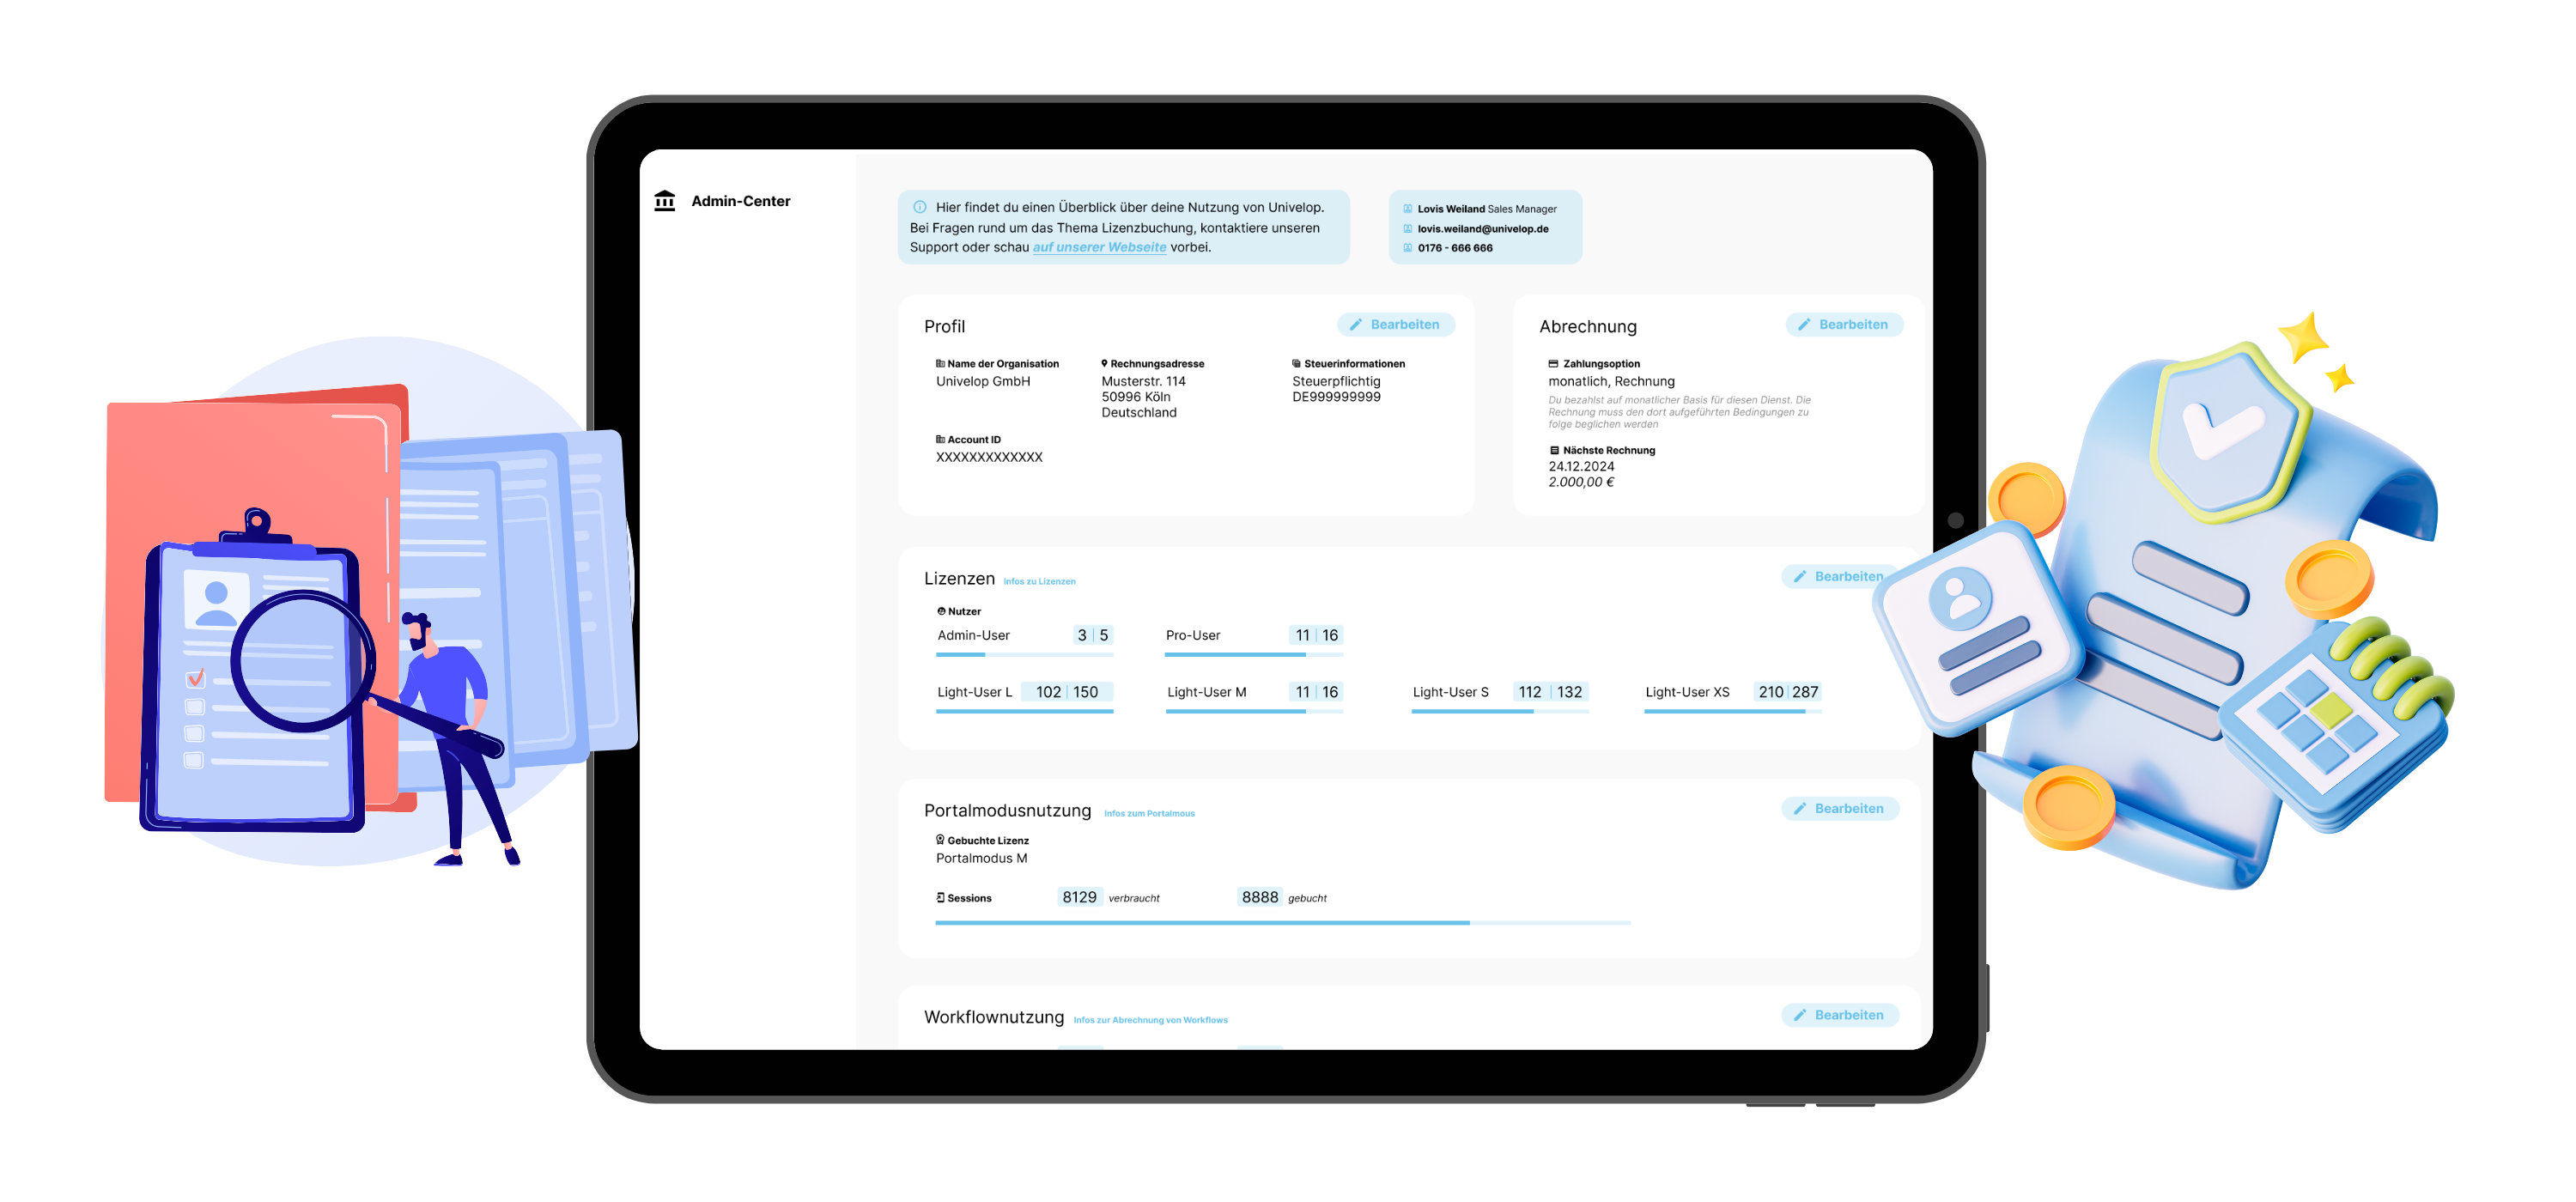 Admin-Center
Hier findet du einen Überblick über deine Nutzung von Univelop.
Bei Fragen rund um das Thema Lizenzbuchung, kontaktiere unseren
Support oder schau auf unserer Webseite vorbei.
Lovis Weiland Sales Manager
lovis.weiland@univelop.de
0176 - 666 666
Profil
Bearbeiten
Name der Organisation
Univelop GmbH
Rechnungsadresse
Musterstr. 114
50996 Köln
Deutschland
Steuerinformationen
Steuerpflichtig
DE999999999
Account ID
XXXXXXXXXXXXX
Abrechnung
Bearbeiten
Zahlungsoption
monatlich, Rechnung
Du bezahlst auf monatlicher Basis für diesen Dienst. Die
Rechnung muss den dort aufgeführten Bedingungen zu
folge beglichen werden
Nächste Rechnung
24.12.2024
2.000,00 €
Lizenzen Infos zu Lizenzen
Bearbeiten
Nutzer
Admin-User 3 | 5
Pro-User 11 | 16
Light-User L 102 | 150
Light-User M 11 | 16
Light-User S 112 | 132
Light-User XS 210 | 287
Portalmodusnutzung Infos zum Portalmous
Bearbeiten
Gebuchte Lizenz
Portalmodus M
Sessions 8129 verbraucht 8888 gebucht
Workflownutzung Infos zur Abrechnung von Workflows
Bearbeiten